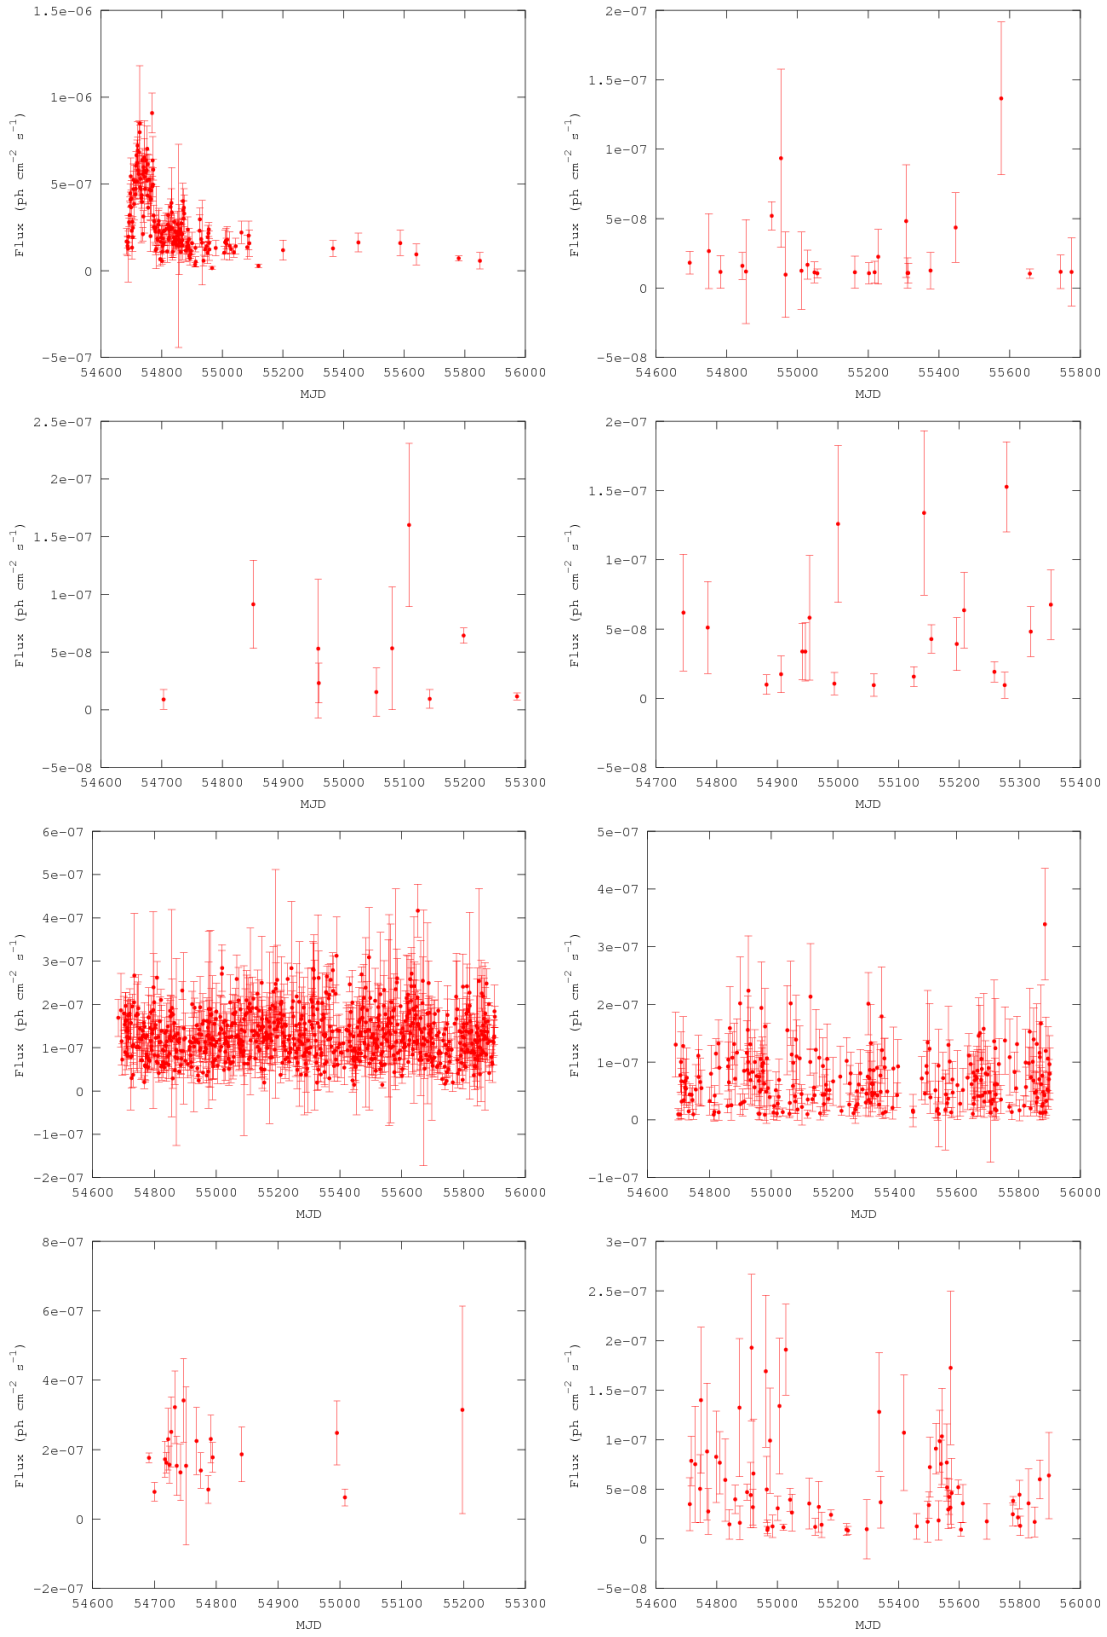 1.5e-06
1e-06
5e-07
0
-5e-07
54600 54800 55000 55200 55400 55600 55800 56000
MJD
Flux (ph cm⁻² s⁻¹)
2e-07
1.5e-07
1e-07
5e-08
0
-5e-08
54600 54800 55000 55200 55400 55600 55800
MJD
Flux (ph cm⁻² s⁻¹)
2.5e-07
2e-07
1.5e-07
1e-07
5e-08
0
-5e-08
54600 54700 54800 54900 55000 55100 55200 55300
MJD
Flux (ph cm⁻² s⁻¹)
2e-07
1.5e-07
1e-07
5e-08
0
-5e-08
54700 54800 54900 55000 55100 55200 55300 55400
MJD
Flux (ph cm⁻² s⁻¹)
6e-07
5e-07
4e-07
3e-07
2e-07
1e-07
0
-1e-07
-2e-07
54600 54800 55000 55200 55400 55600 55800 56000
MJD
Flux (ph cm⁻² s⁻¹)
5e-07
4e-07
3e-07
2e-07
1e-07
0
-1e-07
54600 54800 55000 55200 55400 55600 55800 56000
MJD
Flux (ph cm⁻² s⁻¹)
8e-07
6e-07
4e-07
2e-07
0
-2e-07
54600 54700 54800 54900 55000 55100 55200 55300
MJD
Flux (ph cm⁻² s⁻¹)
3e-07
2.5e-07
2e-07
1.5e-07
1e-07
5e-08
0
-5e-08
54600 54800 55000 55200 55400 55600 55800 56000
MJD
Flux (ph cm⁻² s⁻¹)